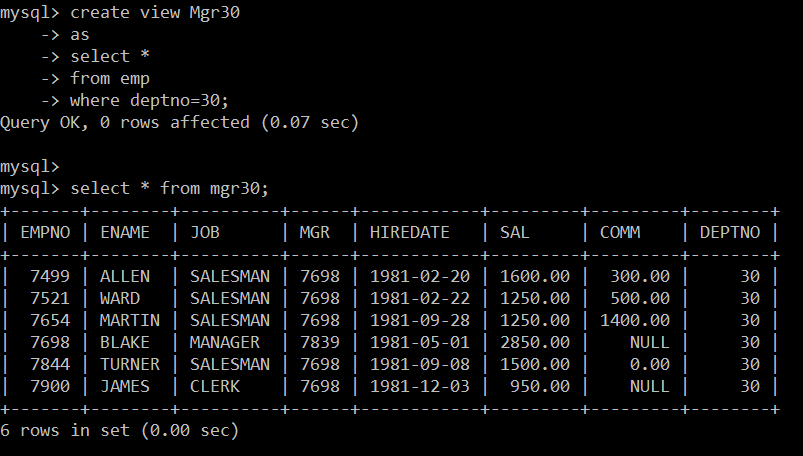 mysql> create view Mgr30
    -> as
    -> select *
    -> from emp
    -> where deptno=30;
Query OK, 0 rows affected (0.07 sec)
mysql>
mysql> select * from mgr30;
+-------+--------+----------+------+------------+---------+---------+--------+
| EMPNO | ENAME  | JOB      | MGR  | HIREDATE   | SAL     | COMM    | DEPTNO |
+-------+--------+----------+------+------------+---------+---------+--------+
|  7499 | ALLEN  | SALESMAN | 7698 | 1981-02-20 | 1600.00 |  300.00 |     30 |
|  7521 | WARD   | SALESMAN | 7698 | 1981-02-22 | 1250.00 |  500.00 |     30 |
|  7654 | MARTIN | SALESMAN | 7698 | 1981-09-28 | 1250.00 | 1400.00 |     30 |
|  7698 | BLAKE  | MANAGER  | 7839 | 1981-05-01 | 2850.00 |    NULL |     30 |
|  7844 | TURNER | SALESMAN | 7698 | 1981-09-08 | 1500.00 |    0.00 |     30 |
|  7900 | JAMES  | CLERK    | 7698 | 1981-12-03 |  950.00 |    NULL |     30 |
+-------+--------+----------+------+------------+---------+---------+--------+
6 rows in set (0.00 sec)